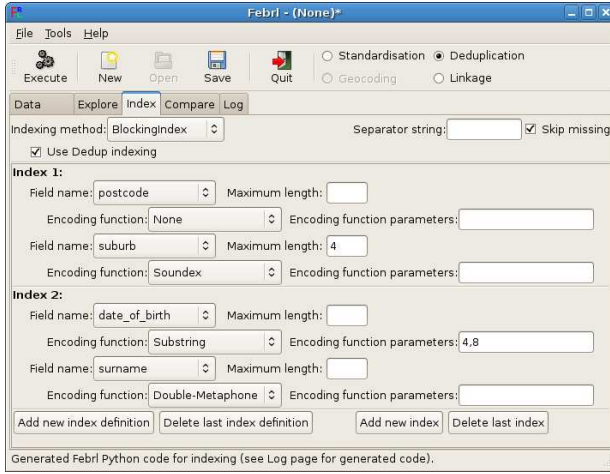 Febrl - (None)*
File Tools Help
Execute New Open Save Quit Standardisation Deduplication
Geocoding Linkage
Data Explore Index Compare Log
Indexing method: BlockingIndex Separator string: Skip missing
Use Dedup indexing
Index 1:
Field name: postcode Maximum length:
Encoding function: None Encoding function parameters:
Field name: suburb Maximum length: 4
Encoding function: Soundex Encoding function parameters:
Index 2:
Field name: date_of_birth Maximum length:
Encoding function: Substring Encoding function parameters: 4,8
Field name: surname Maximum length:
Encoding function: Double-Metaphone Encoding function parameters:
Add new index definition Delete last index definition Add new index Delete last index
Generated Febrl Python code for indexing (see Log page for generated code).